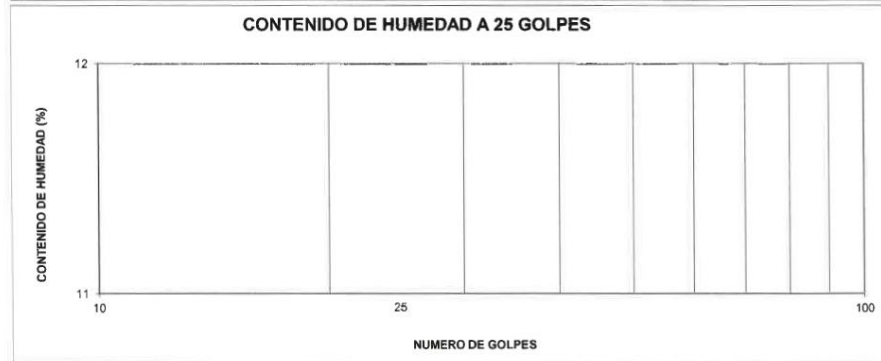 CONTENIDO DE HUMEDAD A 25 GOLPES
12
CONTENIDO DE HUMEDAD (%)
11
10 25 100
NUMERO DE GOLPES